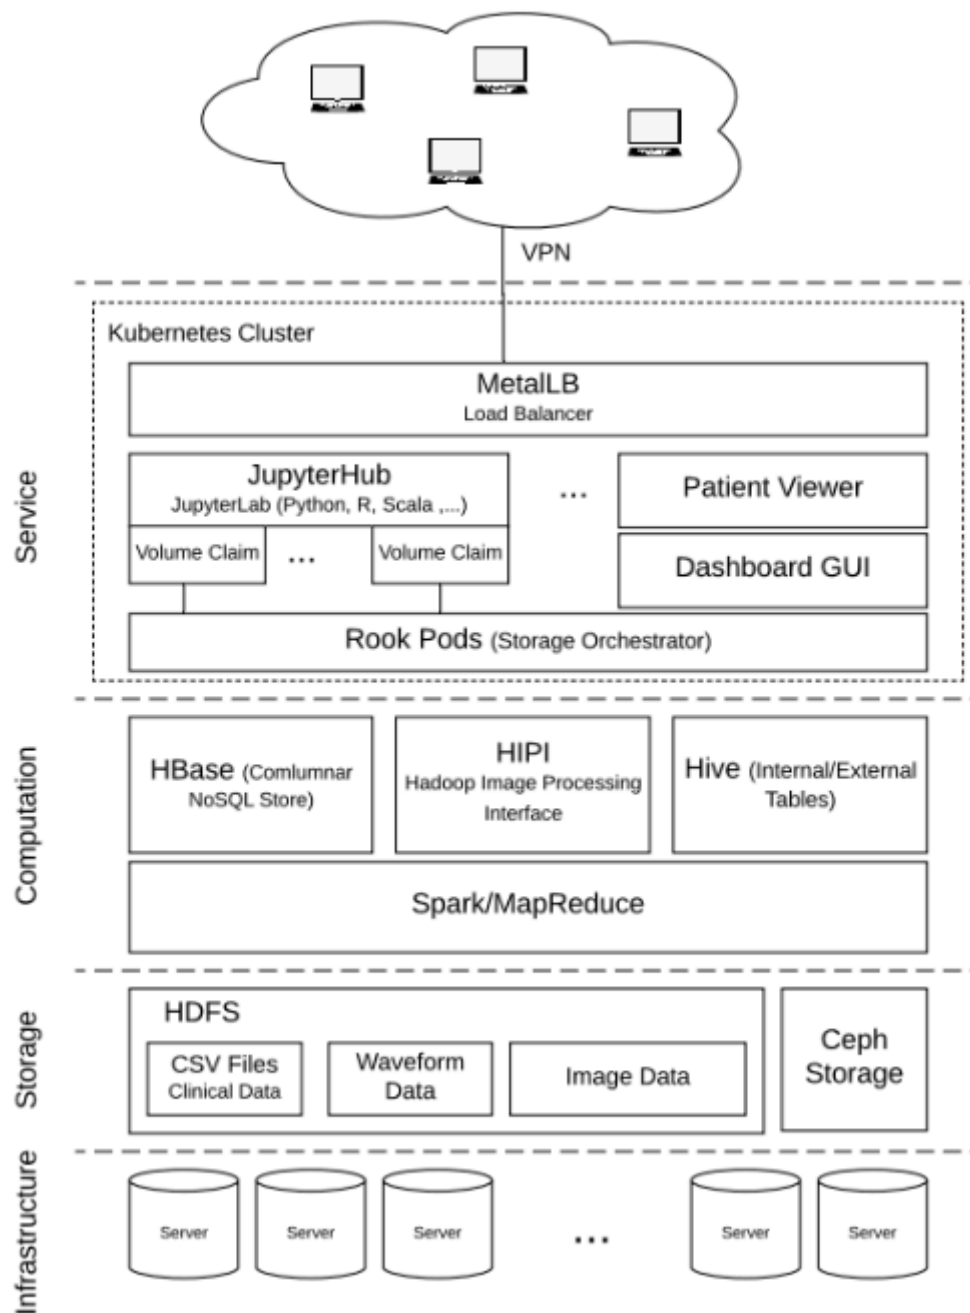 VPN
Kubernetes Cluster
MetalLB
Load Balancer
Service
JupyterHub
JupyterLab (Python, R, Scala ,...)
Volume Claim
...
Volume Claim
...
Patient Viewer
Dashboard GUI
Rook Pods (Storage Orchestrator)
Computation
HBase (Comlumnar
NoSQL Store)
HIPI
Hadoop Image Processing
Interface
Hive (Internal/External
Tables)
Spark/MapReduce
Storage
HDFS
CSV Files
Clinical Data
Waveform
Data
Image Data
Ceph
Storage
Infrastructure
Server
Server
Server
...
Server
Server